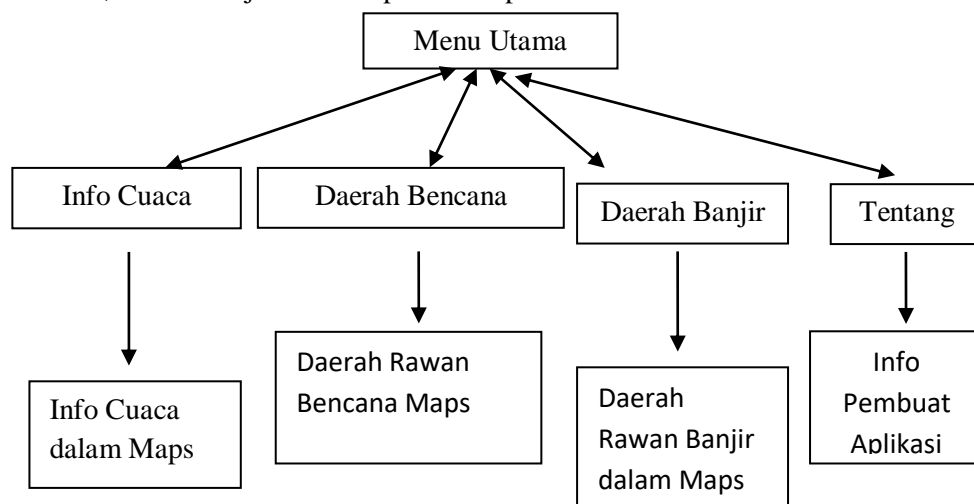 Menu Utama
Info Cuaca
Daerah Bencana
Daerah Banjir
Tentang
Info Cuaca
dalam Maps
Daerah Rawan
Bencana Maps
Daerah
Rawan Banjir
dalam Maps
Info
Pembuat
Aplikasi